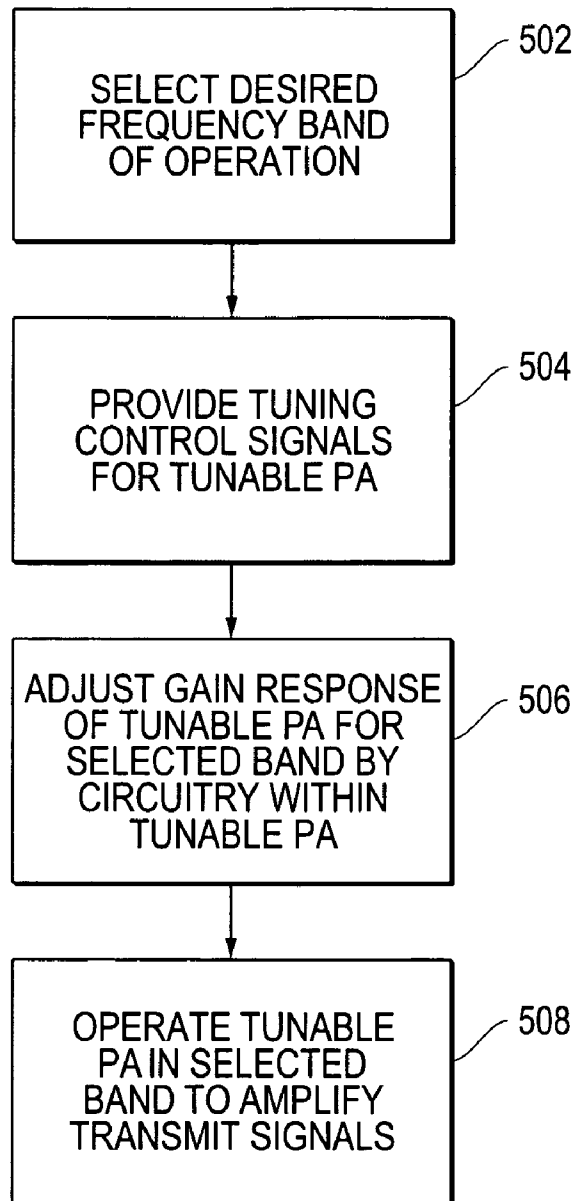 502
SELECT DESIRED
FREQUENCY BAND
OF OPERATION
504
PROVIDE TUNING
CONTROL SIGNALS
FOR TUNABLE PA
506
ADJUST GAIN RESPONSE
OF TUNABLE PA FOR
SELECTED BAND BY
CIRCUITRY WITHIN
TUNABLE PA
508
OPERATE TUNABLE
PA IN SELECTED
BAND TO AMPLIFY
TRANSMIT SIGNALS